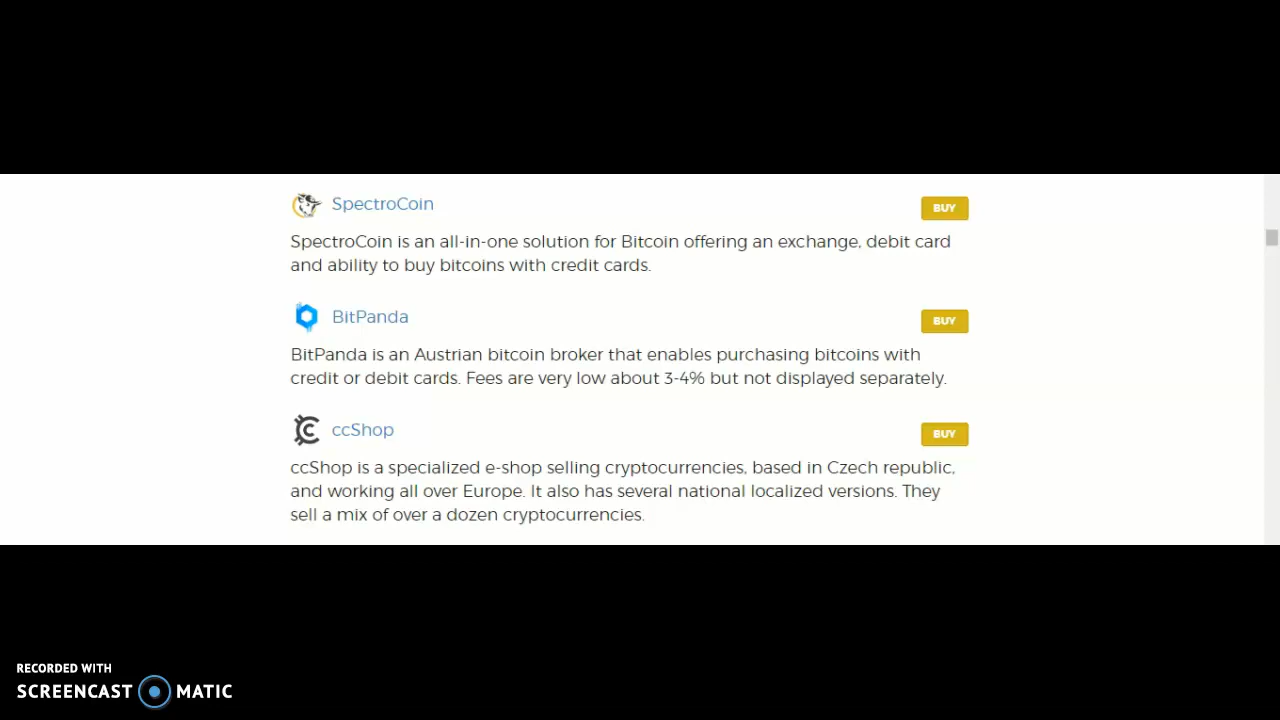 SpectroCoin
BUY
SpectroCoin is an all-in-one solution for Bitcoin offering an exchange, debit card
and ability to buy bitcoins with credit cards.
BitPanda
BUY
BitPanda is an Austrian bitcoin broker that enables purchasing bitcoins with
credit or debit cards. Fees are very low about 3-4% but not displayed separately.
ccShop
BUY
ccShop is a specialized e-shop selling cryptocurrencies, based in Czech republic,
and working all over Europe. It also has several national localized versions. They
sell a mix of over a dozen cryptocurrencies.
RECORDED WITH
SCREENCAST MATIC